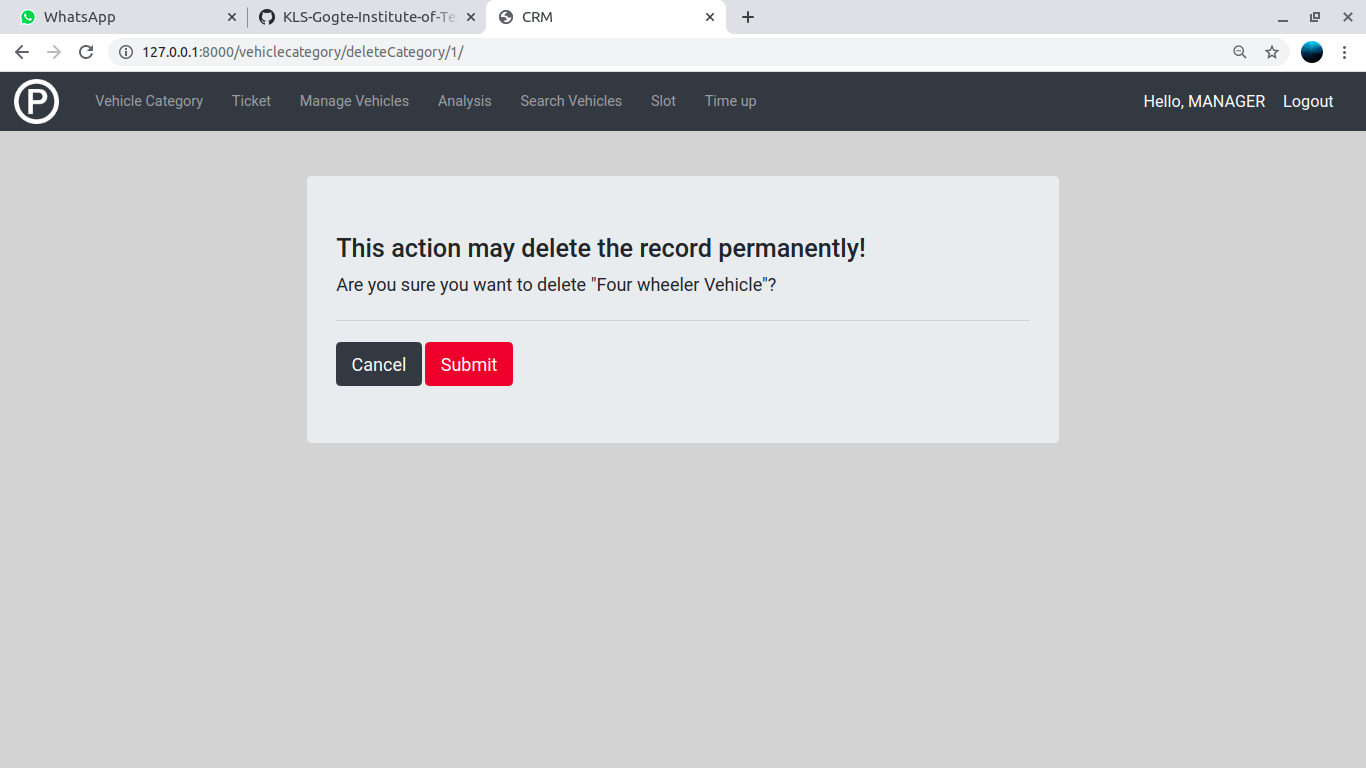 WhatsApp
KLS-Gogte-Institute-of-Te
CRM
127.0.0.1:8000/vehiclecategory/deleteCategory/1/
P
Vehicle Category Ticket Manage Vehicles Analysis Search Vehicles Slot Time up Hello, MANAGER Logout
This action may delete the record permanently!
Are you sure you want to delete "Four wheeler Vehicle"?
Cancel Submit